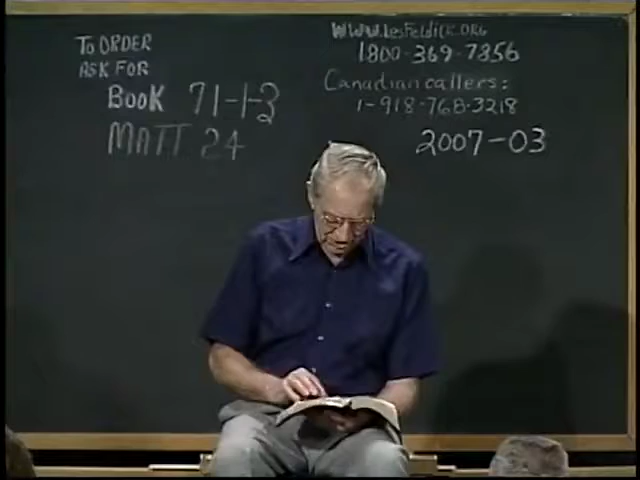 TO ORDER
ASK FOR
BOOK 71-1-3
MATT 24
WWW.LESFELDICK.ORG
1800-369-7856
Canadian callers:
1-918-768-3218
2007-03